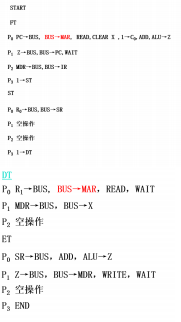 START
FT
P₀ PC→BUS, BUS→MAR, READ,CLEAR X ,1→C₀,ADD,ALU→Z
P₁ Z→BUS,BUS→PC,WAIT
P₂ MDR→BUS,BUS→IR
P₃ 1→ST
ST
P₀ R₀→BUS,BUS→SR
P₁ 空操作
P₂ 空操作
P₃ 1→DT
DT
P₀ R₁→BUS, BUS→MAR, READ, WAIT
P₁ MDR→BUS, BUS→X
P₂ 空操作
ET
P₀ SR→BUS, ADD, ALU→Z
P₁ Z→BUS, BUS→MDR, WRITE, WAIT
P₂ 空操作
P₃ END